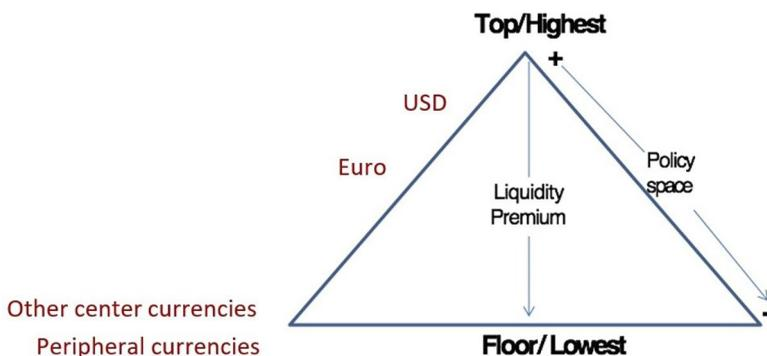 Top/Highest
+
USD
Euro
Policy
space
Liquidity
Premium
Other center currencies
-
Peripheral currencies
Floor/Lowest